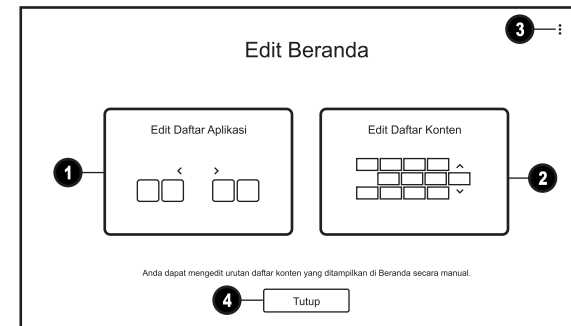 3
Edit Beranda
Edit Daftar Aplikasi
Edit Daftar Konten
1
2
Anda dapat mengedit urutan daftar konten yang ditampilkan di Beranda secara manual.
4
Tutup